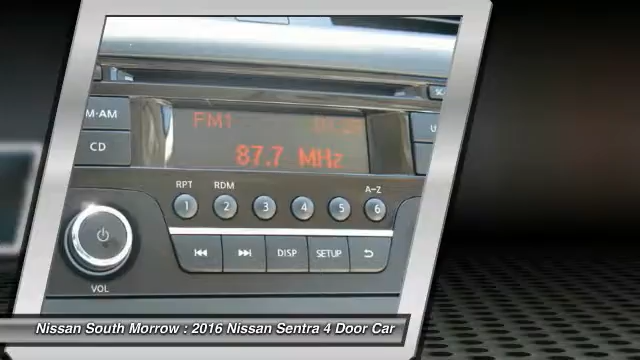 FM1
87.7 MHz
M·AM
CD
RPT RDM A-Z
1 2 3 4 5 6
DISP SETUP
VOL
Nissan South Morrow : 2016 Nissan Sentra 4 Door Car